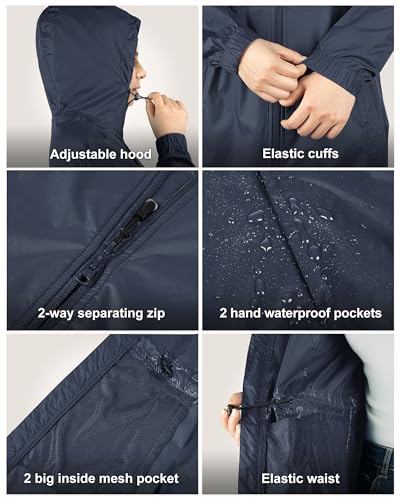 Adjustable hood
Elastic cuffs
2-way separating zip
2 hand waterproof pockets
2 big inside mesh pocket
Elastic waist